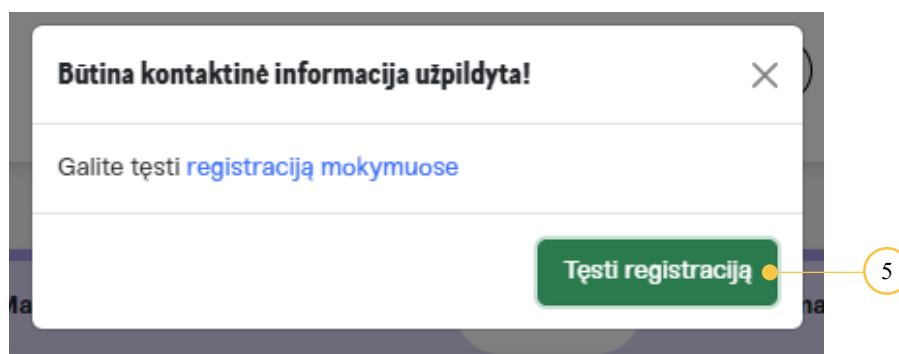 Būtina kontaktinė informacija užpildyta!
Galite tęsti registraciją mokymuose
Tęsti registraciją
5